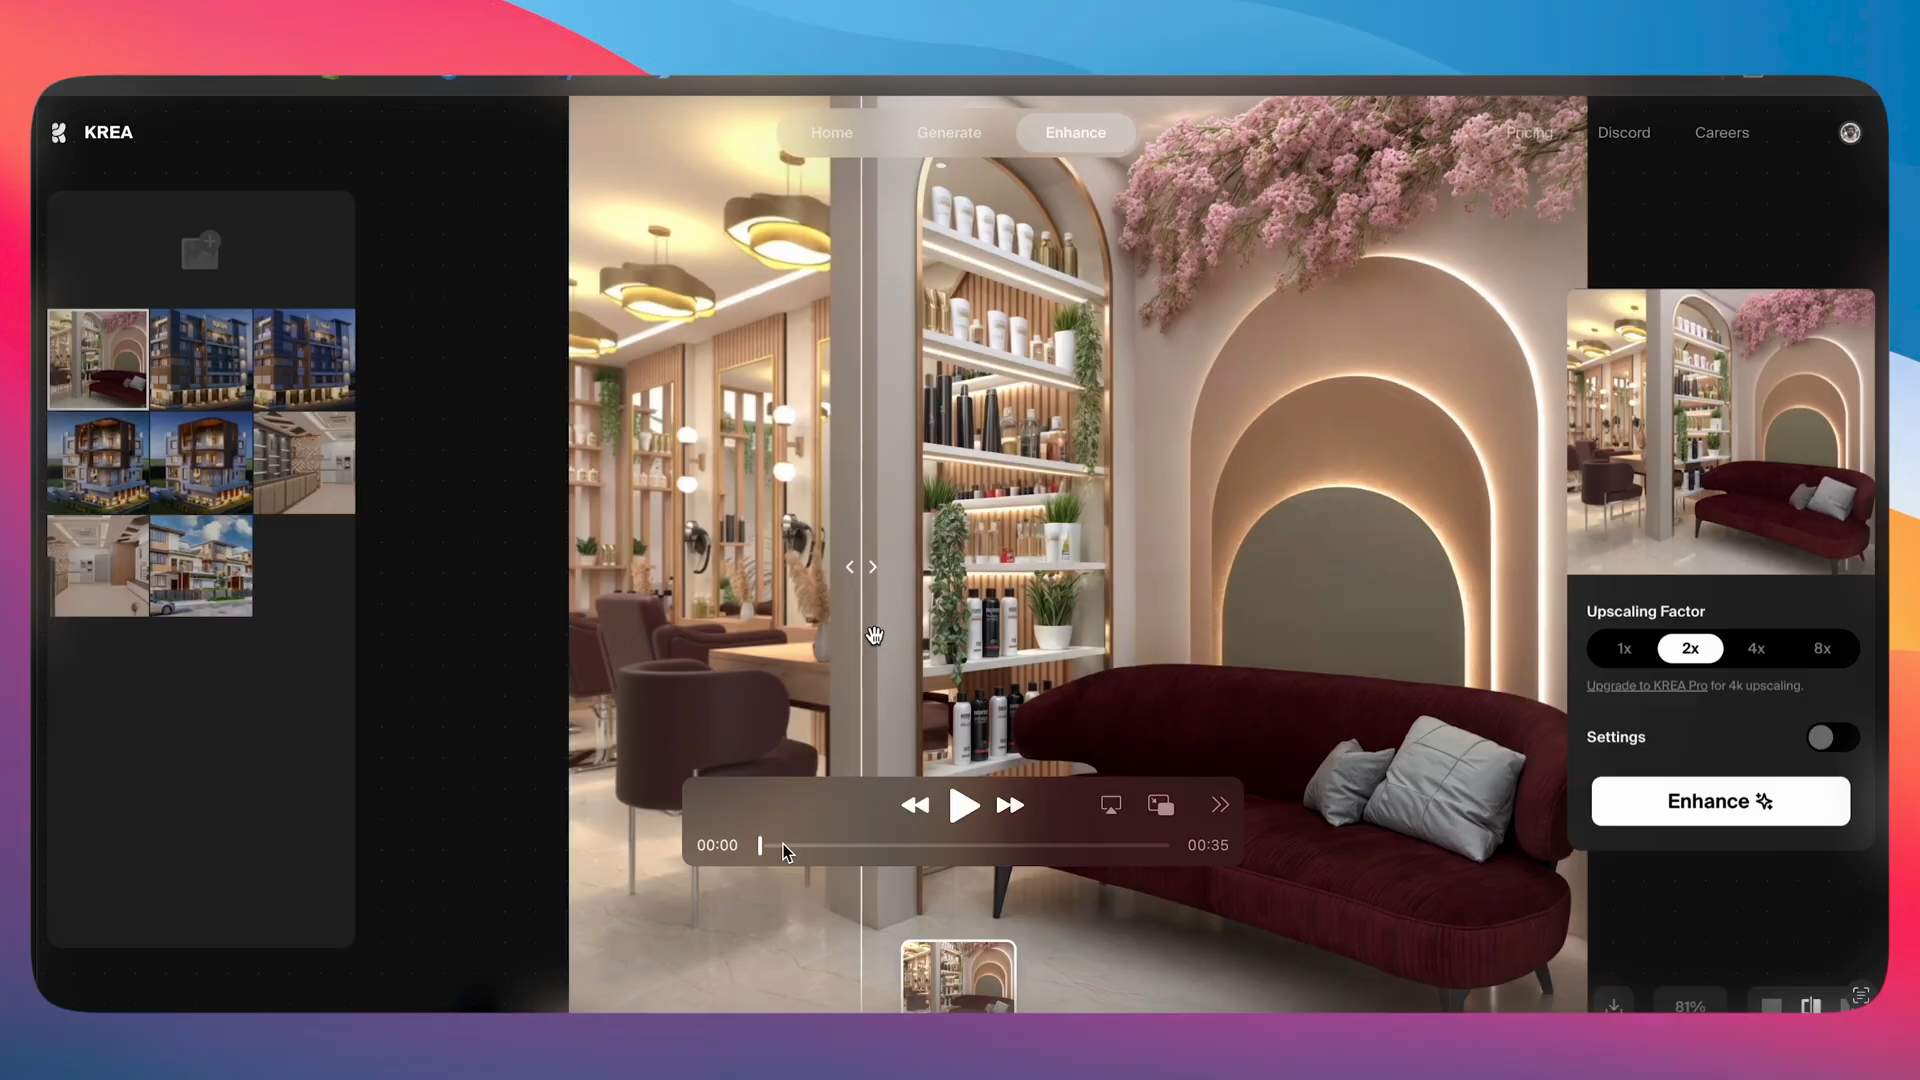 KREA
Home Generate Enhance
Pricing Discord Careers
Upscaling Factor
1x 2x 4x 8x
Upgrade to KREA Pro for 4k upscaling.
Settings
Enhance
00:00 00:35
81%